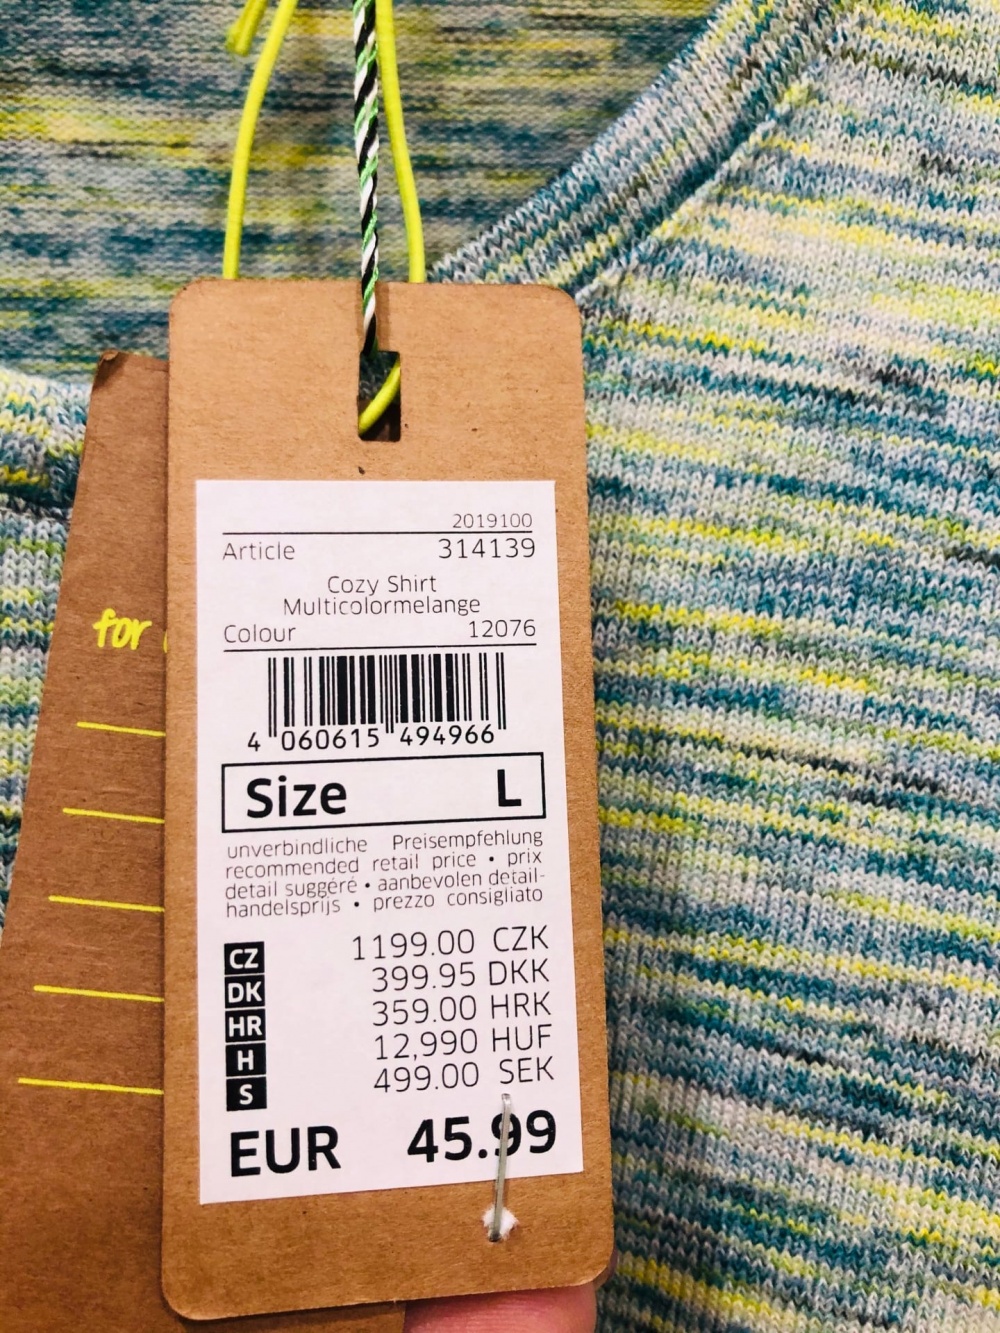 2019100
Article 314139
Cozy Shirt
Multicolormelange
Colour 12076
4 060615 494966
Size L
unverbindliche Preisempfehlung
recommended retail price • prix
detail suggéré • aanbevolen detail-
handelsprijs • prezzo consigliato
CZ 1199.00 CZK
DK 399.95 DKK
HR 359.00 HRK
H 12,990 HUF
S 499.00 SEK
EUR 45.99
for